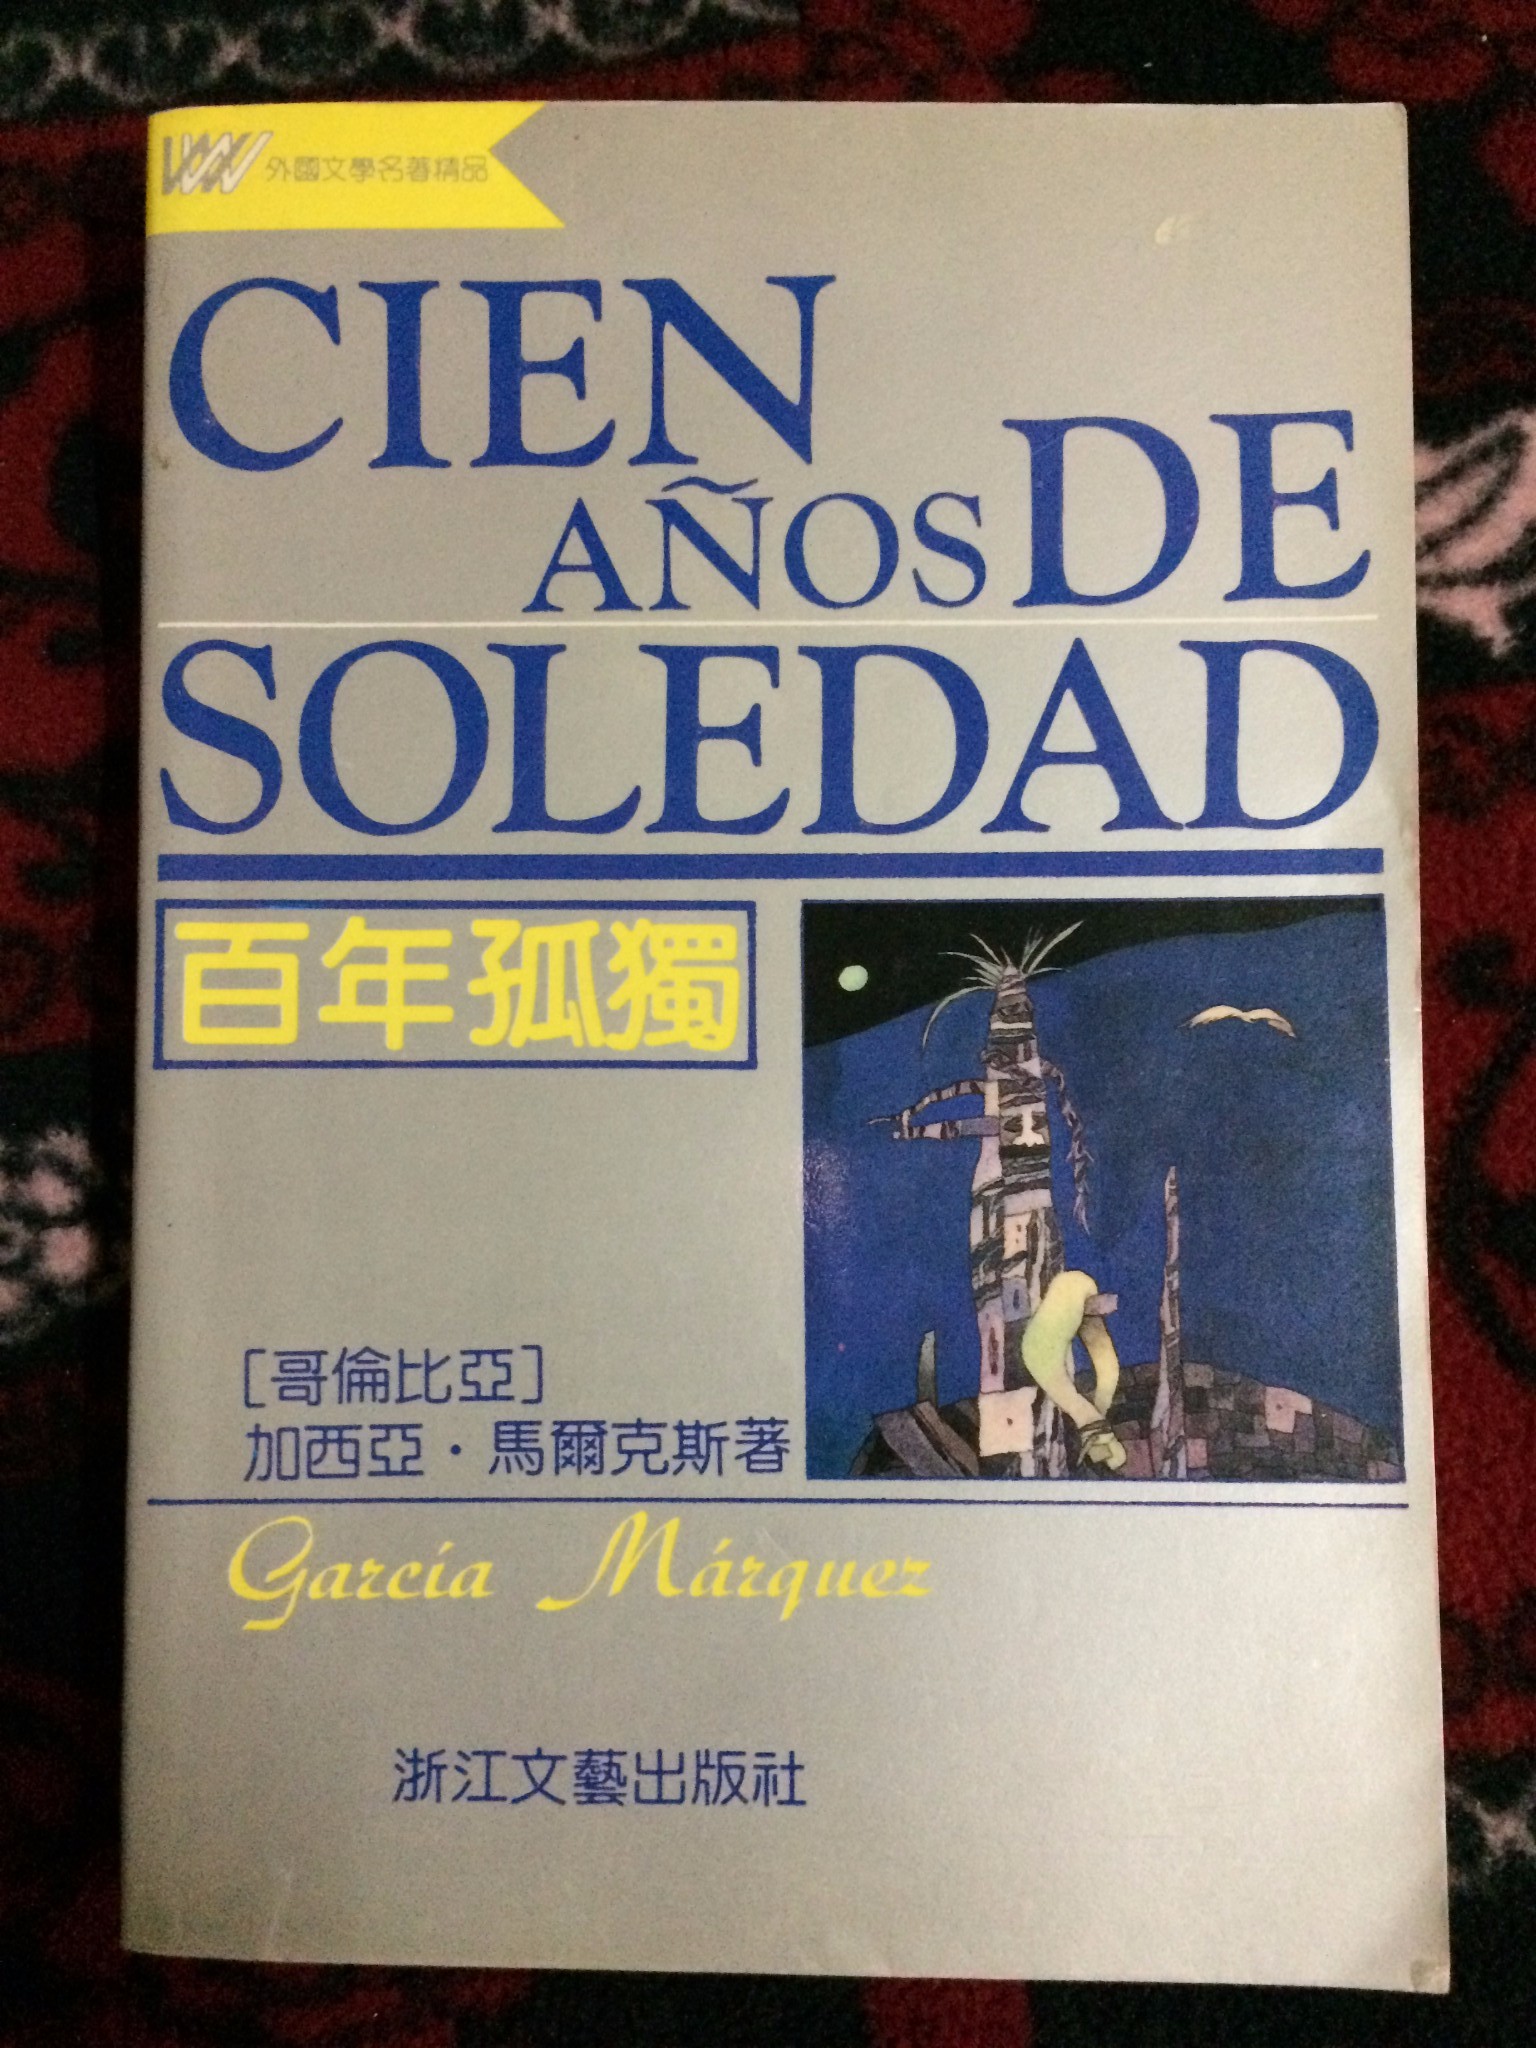 外國文學名著精品
CIEN
AÑOS DE
SOLEDAD
百年孤獨
[哥倫比亞]
加西亞·馬爾克斯著
García Márquez
浙江文藝出版社